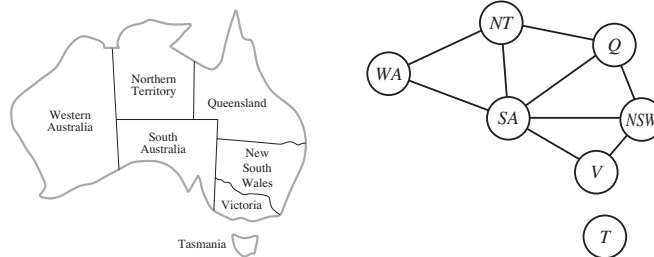 Northern
Territory
Western
Australia
Queensland
South
Australia
New
South
Wales
Victoria
Tasmania
NT
Q
WA
SA
NSW
V
T